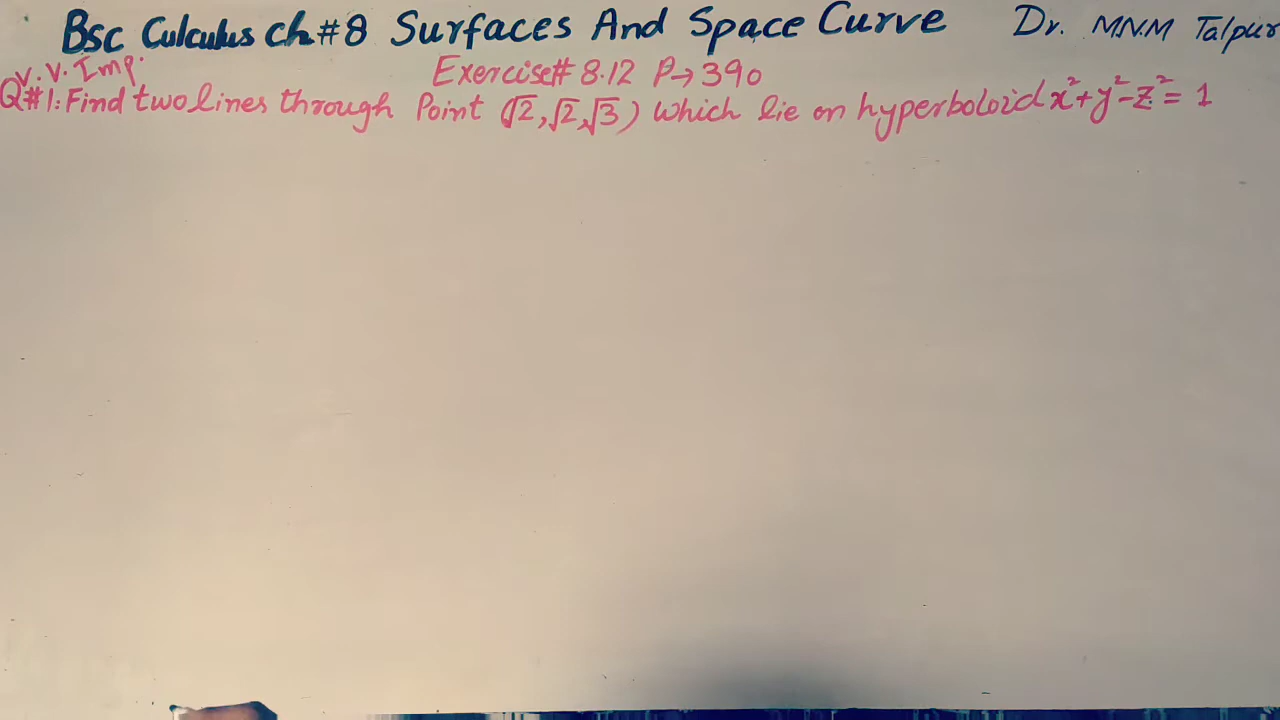 Bsc Culculus Ch#8 Surfaces And Space Curve Dr. MNM Talpur
V.V.Imp. Exercise# 8.12 P→390
Q#1: Find two lines through Point (√2,√2,√3) Which lie on hyperboloid x²+y²-z²=1